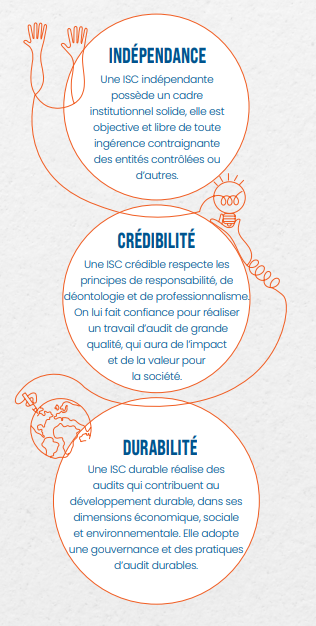 INDÉPENDANCE
Une ISC indépendante
possède un cadre
institutionnel solide, elle est
objective et libre de toute
ingérence contraignante
des entités contrôlées ou
d'autres.
CRÉDIBILITÉ
Une ISC crédible respecte les
principes de responsabilité, de
déontologie et de professionnalisme.
On lui fait confiance pour réaliser
un travail d'audit de grande
qualité, qui aura de l'impact
et de la valeur pour
la société.
DURABILITÉ
Une ISC durable réalise des
audits qui contribuent au
développement durable, dans ses
dimensions économique, sociale
et environnementale. Elle adopte
une gouvernance et des pratiques
d'audit durables.